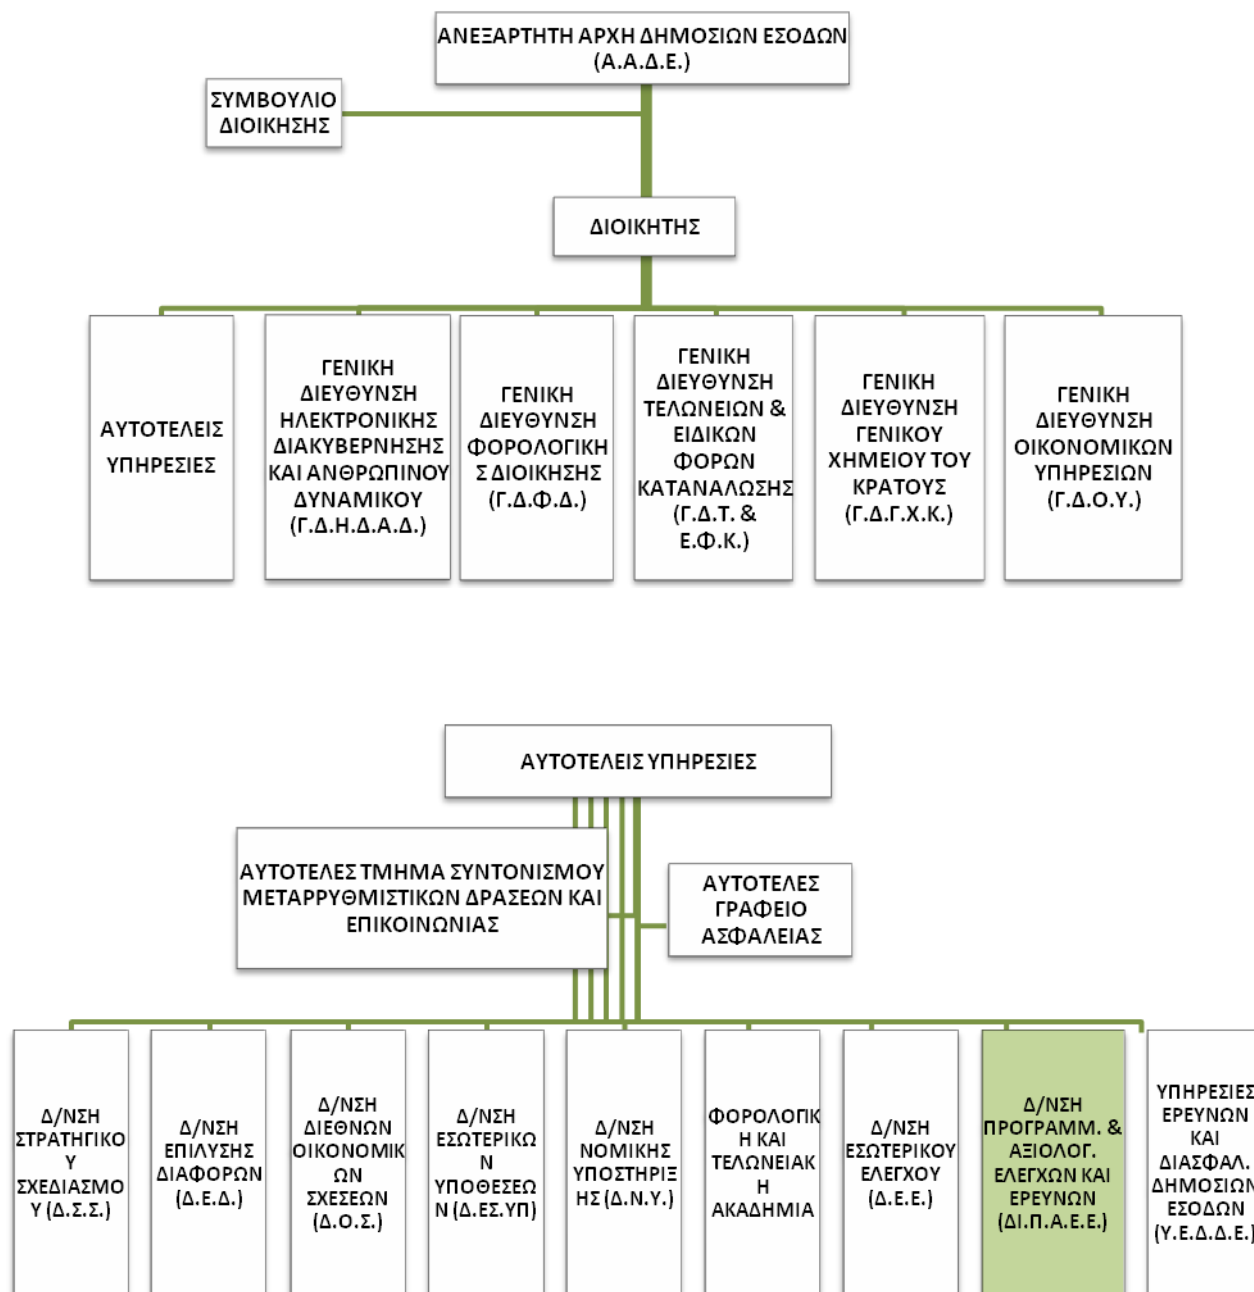 ΑΝΕΞΑΡΤΗΤΗ ΑΡΧΗ ΔΗΜΟΣΙΩΝ ΕΣΟΔΩΝ
(Α.Α.Δ.Ε.)
ΣΥΜΒΟΥΛΙΟ
ΔΙΟΙΚΗΣΗΣ
ΔΙΟΙΚΗΤΗΣ
ΑΥΤΟΤΕΛΕΙΣ
ΥΠΗΡΕΣΙΕΣ
ΓΕΝΙΚΗ
ΔΙΕΥΘΥΝΣΗ
ΗΛΕΚΤΡΟΝΙΚΗΣ
ΔΙΑΚΥΒΕΡΝΗΣΗΣ
ΚΑΙ ΑΝΘΡΩΠΙΝΟΥ
ΔΥΝΑΜΙΚΟΥ
(Γ.Δ.Η.Δ.Α.Δ.)
ΓΕΝΙΚΗ
ΔΙΕΥΘΥΝΣΗ
ΦΟΡΟΛΟΓΙΚΗ
Σ ΔΙΟΙΚΗΣΗΣ
(Γ.Δ.Φ.Δ.)
ΓΕΝΙΚΗ
ΔΙΕΥΘΥΝΣΗ
ΤΕΛΩΝΕΙΩΝ &
ΕΙΔΙΚΩΝ
ΦΟΡΩΝ
ΚΑΤΑΝΑΛΩΣΗΣ
(Γ.Δ.Τ. &
Ε.Φ.Κ.)
ΓΕΝΙΚΗ
ΔΙΕΥΘΥΝΣΗ
ΓΕΝΙΚΟΥ
ΧΗΜΕΙΟΥ ΤΟΥ
ΚΡΑΤΟΥΣ
(Γ.Δ.Γ.Χ.Κ.)
ΓΕΝΙΚΗ
ΔΙΕΥΘΥΝΣΗ
ΟΙΚΟΝΟΜΙΚΩΝ
ΥΠΗΡΕΣΙΩΝ
(Γ.Δ.Ο.Υ.)
ΑΥΤΟΤΕΛΕΙΣ ΥΠΗΡΕΣΙΕΣ
ΑΥΤΟΤΕΛΕΣ ΤΜΗΜΑ ΣΥΝΤΟΝΙΣΜΟΥ
ΜΕΤΑΡΡΥΘΜΙΣΤΙΚΩΝ ΔΡΑΣΕΩΝ ΚΑΙ
ΕΠΙΚΟΙΝΩΝΙΑΣ
ΑΥΤΟΤΕΛΕΣ
ΓΡΑΦΕΙΟ
ΑΣΦΑΛΕΙΑΣ
Δ/ΝΣΗ
ΣΤΡΑΤΗΓΙΚΟ
Υ
ΣΧΕΔΙΑΣΜΟ
Υ (Δ.Σ.Σ.)
Δ/ΝΣΗ
ΕΠΙΛΥΣΗΣ
ΔΙΑΦΟΡΩΝ
(Δ.Ε.Δ.)
Δ/ΝΣΗ
ΔΙΕΘΝΩΝ
ΟΙΚΟΝΟΜΙΚ
ΩΝ
ΣΧΕΣΕΩΝ
(Δ.Ο.Σ.)
Δ/ΝΣΗ
ΕΣΩΤΕΡΙΚΩ
Ν
ΥΠΟΘΕΣΕΩ
Ν (Δ.ΕΣ.ΥΠ)
Δ/ΝΣΗ
ΝΟΜΙΚΗΣ
ΥΠΟΣΤΗΡΙΞ
ΗΣ (Δ.Ν.Υ.)
ΦΟΡΟΛΟΓΙΚ
Η ΚΑΙ
ΤΕΛΩΝΕΙΑΚ
Η
ΑΚΑΔΗΜΙΑ
Δ/ΝΣΗ
ΕΣΩΤΕΡΙΚΟΥ
ΕΛΕΓΧΟΥ
(Δ.Ε.Ε.)
Δ/ΝΣΗ
ΠΡΟΓΡΑΜΜ. &
ΑΞΙΟΛΟΓ.
ΕΛΕΓΧΩΝ ΚΑΙ
ΕΡΕΥΝΩΝ
(ΔΙ.Π.Α.Ε.Ε.)
ΥΠΗΡΕΣΙΕΣ
ΕΡΕΥΝΩΝ
ΚΑΙ
ΔΙΑΣΦΑΛ.
ΔΗΜΟΣΙΩΝ
ΕΣΟΔΩΝ
(Υ.Ε.Δ.Δ.Ε.)